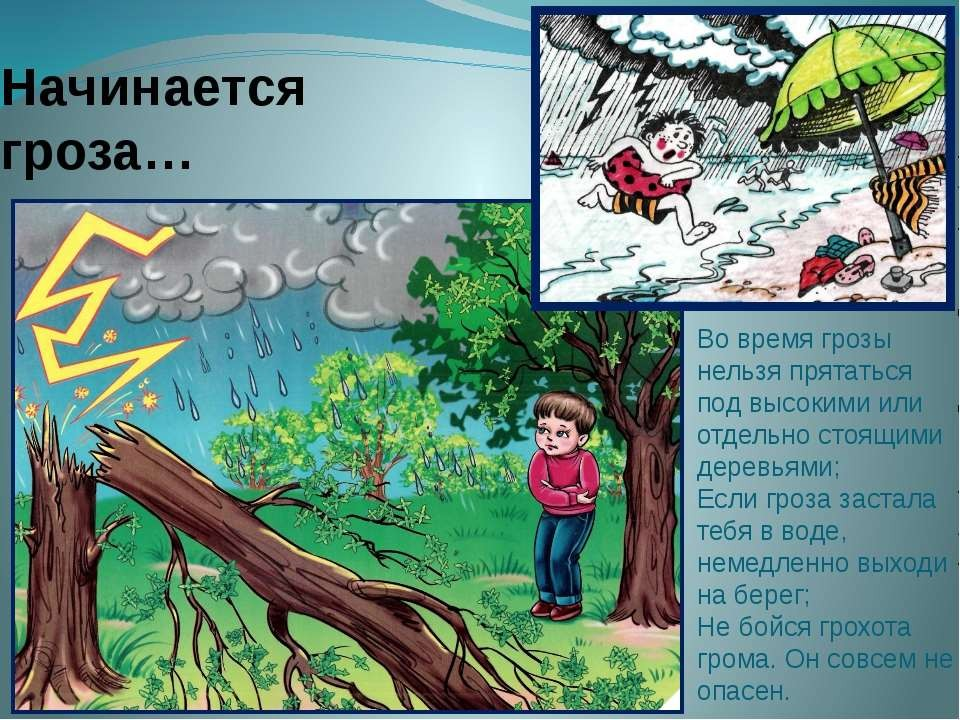 Начинается
гроза…
Во время грозы
нельзя прятаться
под высокими или
отдельно стоящими
деревьями;
Если гроза застала
тебя в воде,
немедленно выходи
на берег;
Не бойся грохота
грома. Он совсем не
опасен.